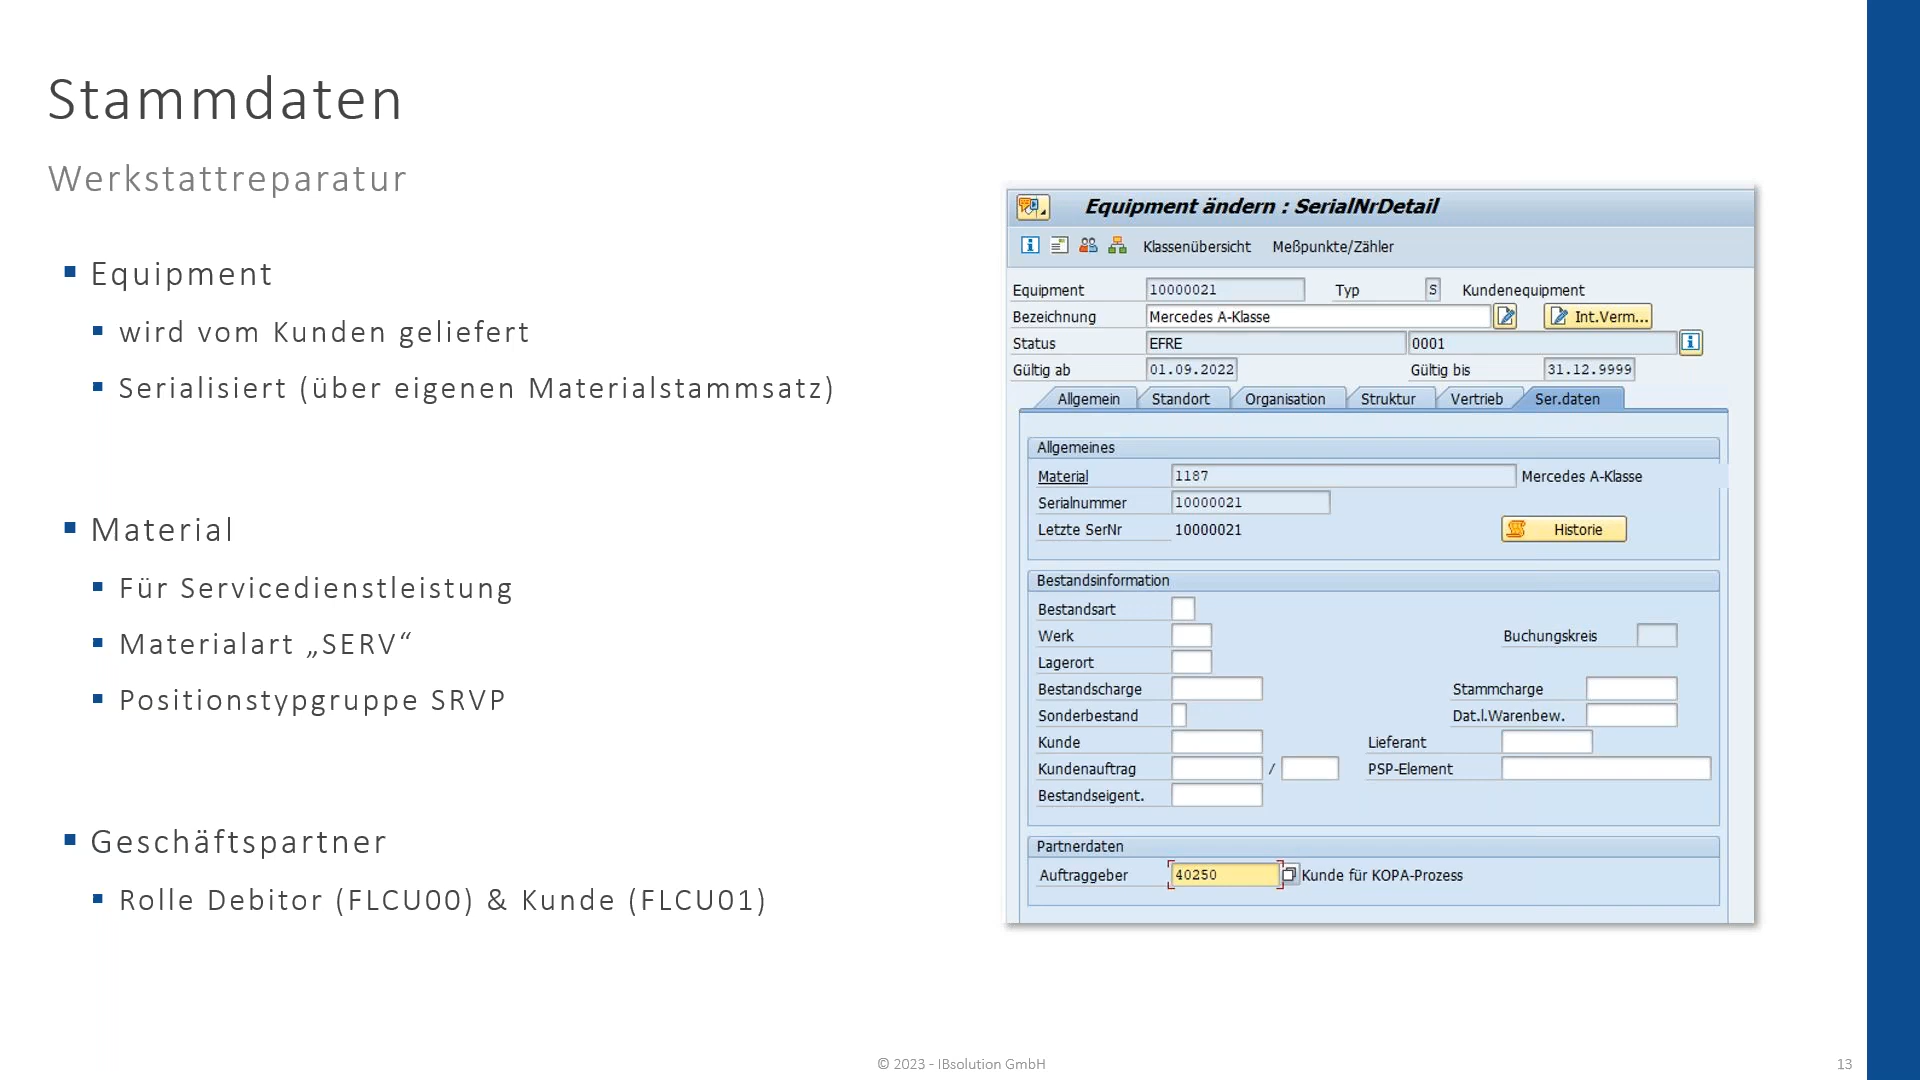 Stammdaten
Werkstattreparatur
Equipment
wird vom Kunden geliefert
Serialisiert (über eigenen Materialstammsatz)
Material
Für Servicedienstleistung
Materialart „SERV“
Positionstypgruppe SRVP
Geschäftspartner
Rolle Debitor (FLCU00) & Kunde (FLCU01)
Equipment ändern : SerialNrDetail
Klassenübersicht Meßpunkte/Zähler
Equipment 10000021 Typ S Kundenequipment
Bezeichnung Mercedes A-Klasse Int.Verm...
Status EFRE 0001
Gültig ab 01.09.2022 Gültig bis 31.12.9999
Allgemein Standort Organisation Struktur Vertrieb Ser.daten
Allgemeines
Material 1187 Mercedes A-Klasse
Serialnummer 10000021
Letzte SerNr 10000021 Historie
Bestandsinformation
Bestandsart
Werk Buchungskreis
Lagerort
Bestandscharge Stammcharge
Sonderbestand Dat.l.Warenbew.
Kunde Lieferant
Kundenauftrag / PSP-Element
Bestandseigent.
Partnerdaten
Auftraggeber 40250 Kunde für KOPA-Prozess
© 2023 - IBsolution GmbH
13